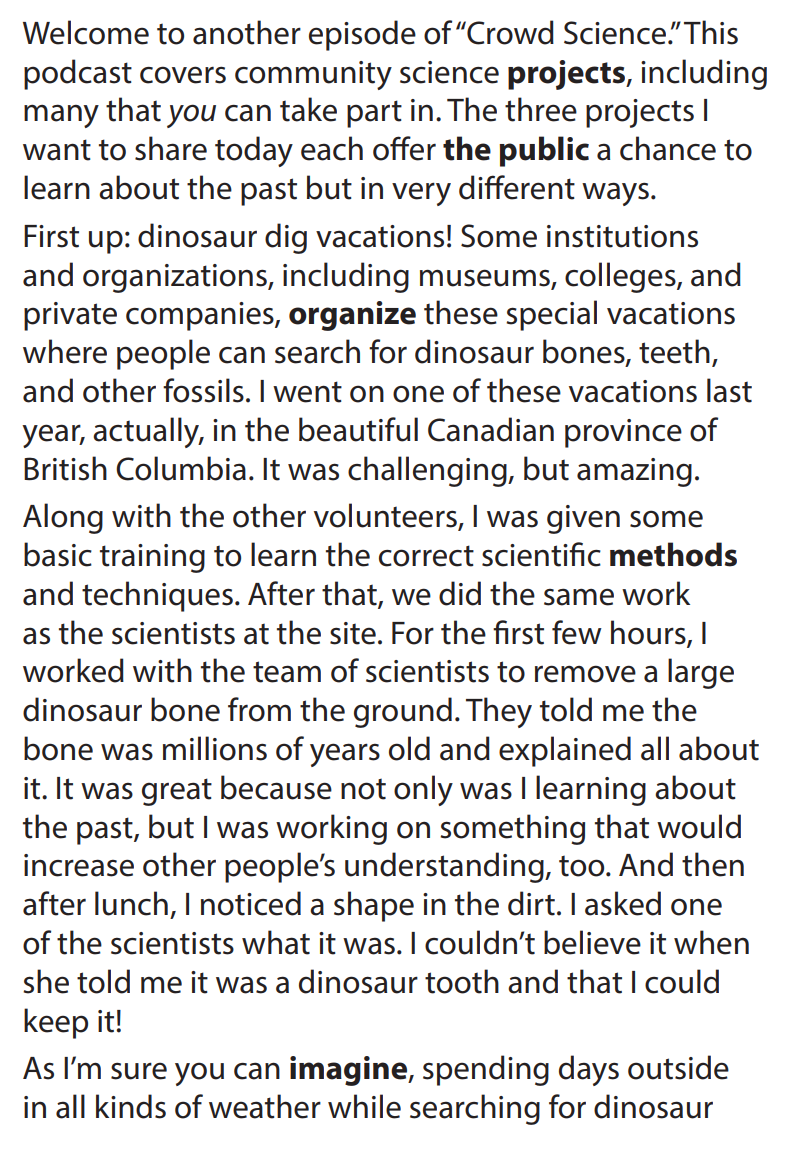 Welcome to another episode of “Crowd Science.” This
podcast covers community science projects, including
many that you can take part in. The three projects I
want to share today each offer the public a chance to
learn about the past but in very different ways.
First up: dinosaur dig vacations! Some institutions
and organizations, including museums, colleges, and
private companies, organize these special vacations
where people can search for dinosaur bones, teeth,
and other fossils. I went on one of these vacations last
year, actually, in the beautiful Canadian province of
British Columbia. It was challenging, but amazing.
Along with the other volunteers, I was given some
basic training to learn the correct scientific methods
and techniques. After that, we did the same work
as the scientists at the site. For the first few hours, I
worked with the team of scientists to remove a large
dinosaur bone from the ground. They told me the
bone was millions of years old and explained all about
it. It was great because not only was I learning about
the past, but I was working on something that would
increase other people’s understanding, too. And then
after lunch, I noticed a shape in the dirt. I asked one
of the scientists what it was. I couldn’t believe it when
she told me it was a dinosaur tooth and that I could
keep it!
As I’m sure you can imagine, spending days outside
in all kinds of weather while searching for dinosaur